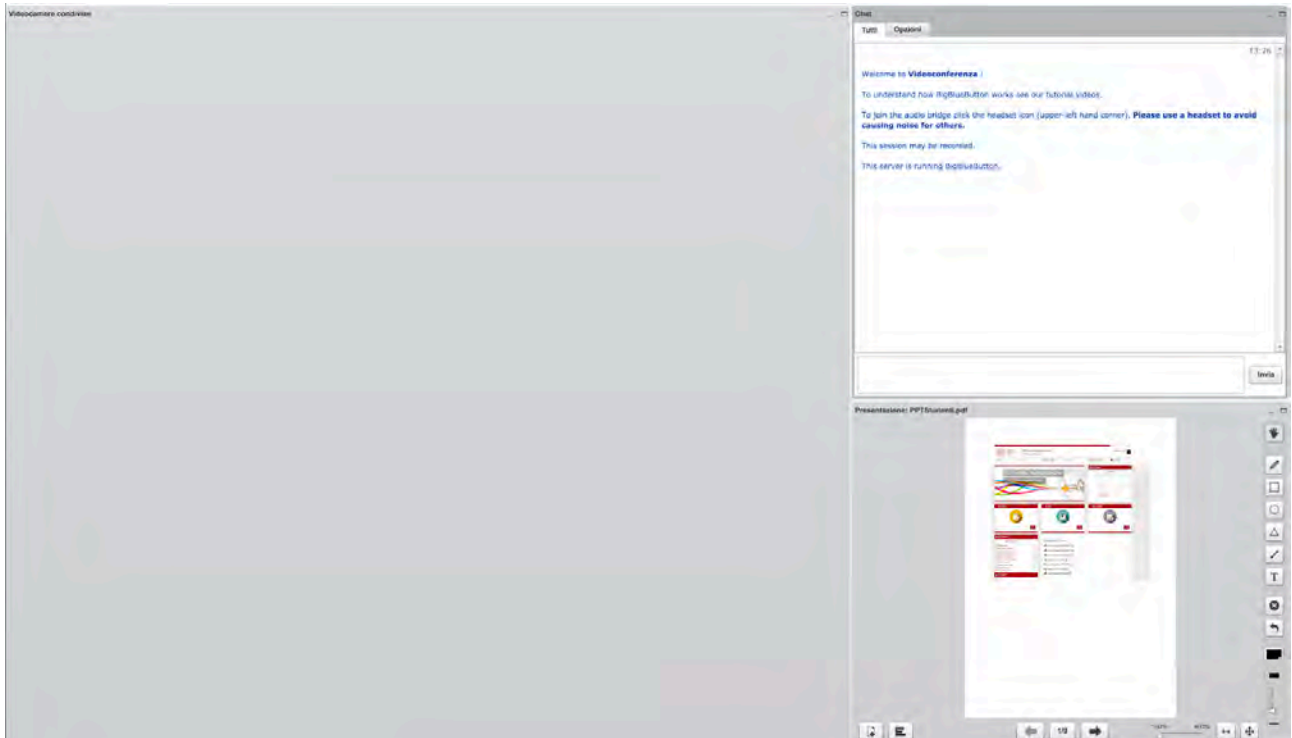 Videocamere condivise
Chat
Tutti Opzioni
Welcome to Videoconferenza !
To understand how BigBlueButton works see our tutorial videos.
To join the audio bridge click the headset icon (upper-left hand corner). Please use a headset to avoid
causing noise for others.
This session may be recorded.
This server is running BigBlueButton.
Invia
Presentazione: PPTStudenti.pdf
T